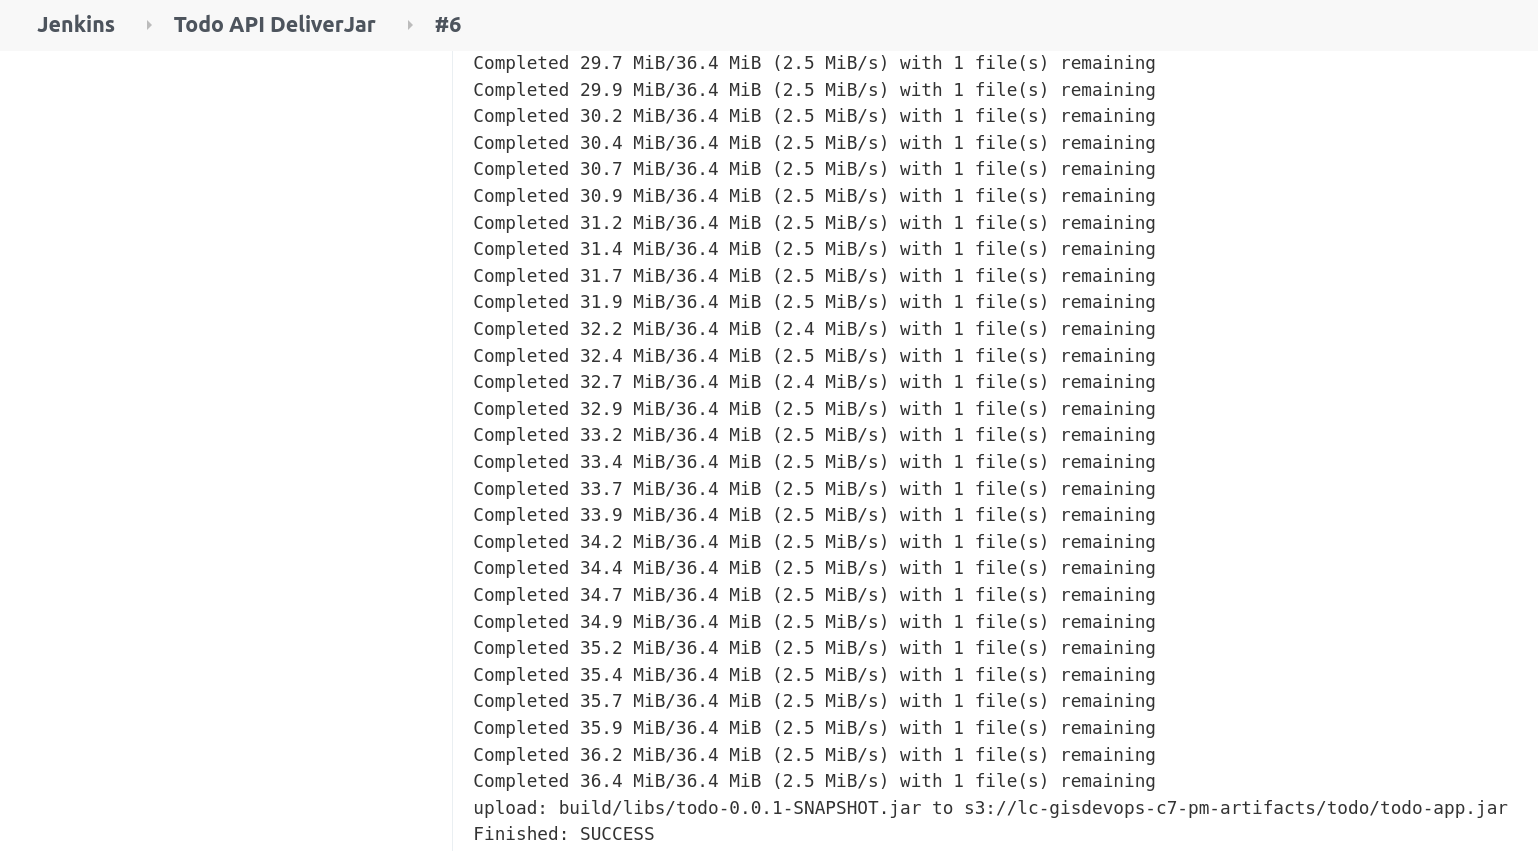 Jenkins Todo API DeliverJar #6
Completed 29.7 MiB/36.4 MiB (2.5 MiB/s) with 1 file(s) remaining
Completed 29.9 MiB/36.4 MiB (2.5 MiB/s) with 1 file(s) remaining
Completed 30.2 MiB/36.4 MiB (2.5 MiB/s) with 1 file(s) remaining
Completed 30.4 MiB/36.4 MiB (2.5 MiB/s) with 1 file(s) remaining
Completed 30.7 MiB/36.4 MiB (2.5 MiB/s) with 1 file(s) remaining
Completed 30.9 MiB/36.4 MiB (2.5 MiB/s) with 1 file(s) remaining
Completed 31.2 MiB/36.4 MiB (2.5 MiB/s) with 1 file(s) remaining
Completed 31.4 MiB/36.4 MiB (2.5 MiB/s) with 1 file(s) remaining
Completed 31.7 MiB/36.4 MiB (2.5 MiB/s) with 1 file(s) remaining
Completed 31.9 MiB/36.4 MiB (2.5 MiB/s) with 1 file(s) remaining
Completed 32.2 MiB/36.4 MiB (2.4 MiB/s) with 1 file(s) remaining
Completed 32.4 MiB/36.4 MiB (2.5 MiB/s) with 1 file(s) remaining
Completed 32.7 MiB/36.4 MiB (2.4 MiB/s) with 1 file(s) remaining
Completed 32.9 MiB/36.4 MiB (2.5 MiB/s) with 1 file(s) remaining
Completed 33.2 MiB/36.4 MiB (2.5 MiB/s) with 1 file(s) remaining
Completed 33.4 MiB/36.4 MiB (2.5 MiB/s) with 1 file(s) remaining
Completed 33.7 MiB/36.4 MiB (2.5 MiB/s) with 1 file(s) remaining
Completed 33.9 MiB/36.4 MiB (2.5 MiB/s) with 1 file(s) remaining
Completed 34.2 MiB/36.4 MiB (2.5 MiB/s) with 1 file(s) remaining
Completed 34.4 MiB/36.4 MiB (2.5 MiB/s) with 1 file(s) remaining
Completed 34.7 MiB/36.4 MiB (2.5 MiB/s) with 1 file(s) remaining
Completed 34.9 MiB/36.4 MiB (2.5 MiB/s) with 1 file(s) remaining
Completed 35.2 MiB/36.4 MiB (2.5 MiB/s) with 1 file(s) remaining
Completed 35.4 MiB/36.4 MiB (2.5 MiB/s) with 1 file(s) remaining
Completed 35.7 MiB/36.4 MiB (2.5 MiB/s) with 1 file(s) remaining
Completed 35.9 MiB/36.4 MiB (2.5 MiB/s) with 1 file(s) remaining
Completed 36.2 MiB/36.4 MiB (2.5 MiB/s) with 1 file(s) remaining
Completed 36.4 MiB/36.4 MiB (2.5 MiB/s) with 1 file(s) remaining
upload: build/libs/todo-0.0.1-SNAPSHOT.jar to s3://lc-gisdevops-c7-pm-artifacts/todo/todo-app.jar
Finished: SUCCESS